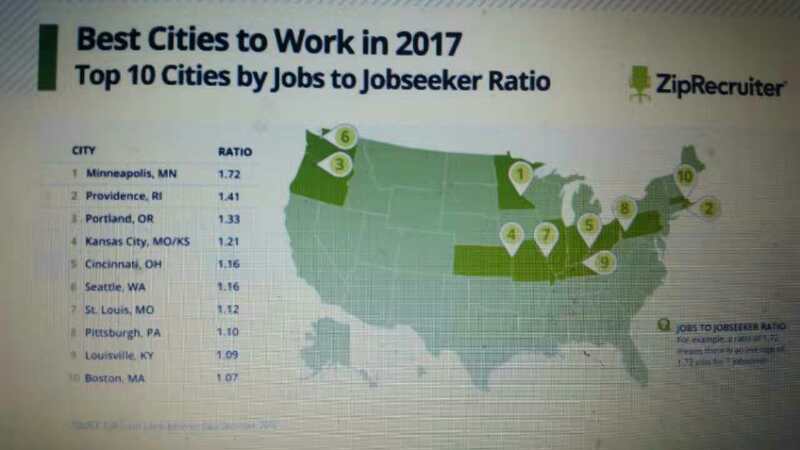 Best Cities to Work in 2017
Top 10 Cities by Jobs to Jobseeker Ratio
ZipRecruiter
CITY RATIO
1 Minneapolis, MN 1.72
2 Providence, RI 1.41
3 Portland, OR 1.33
4 Kansas City, MO/KS 1.21
5 Cincinnati, OH 1.16
6 Seattle, WA 1.16
7 St. Louis, MO 1.12
8 Pittsburgh, PA 1.10
9 Louisville, KY 1.09
10 Boston, MA 1.07
6
3
1
10
2
8
5
4
7
9
JOBS TO JOBSEEKER RATIO
For example, a ratio of 1.72
means there is an average of
1.72 jobs for 1 jobseeker